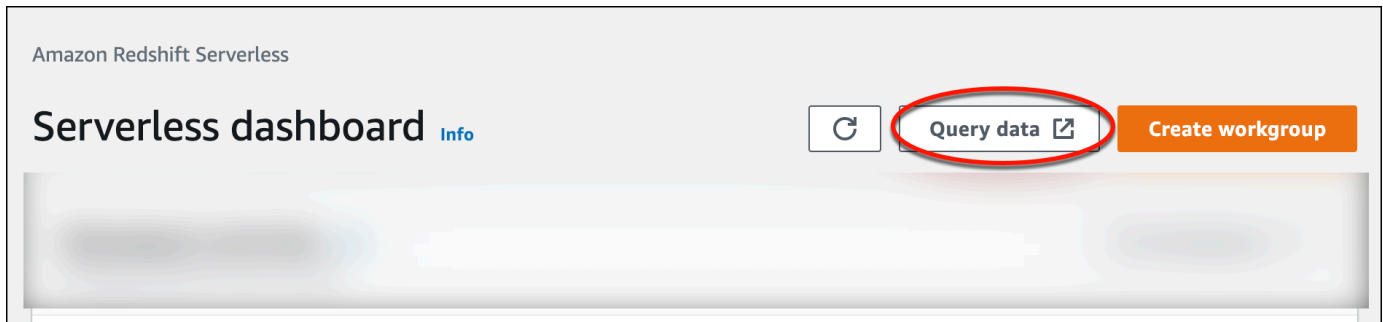 Amazon Redshift Serverless
Serverless dashboard Info
Query data
Create workgroup